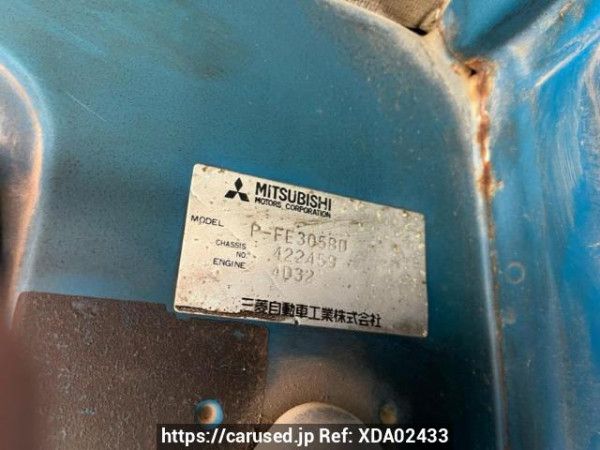 MITSUBISHI
MOTORS CORPORATION
MODEL P-FE305BD
CHASSIS NO. 422459
ENGINE 4D32
三菱自動車工業株式会社
https://carused.jp Ref: XDA02433